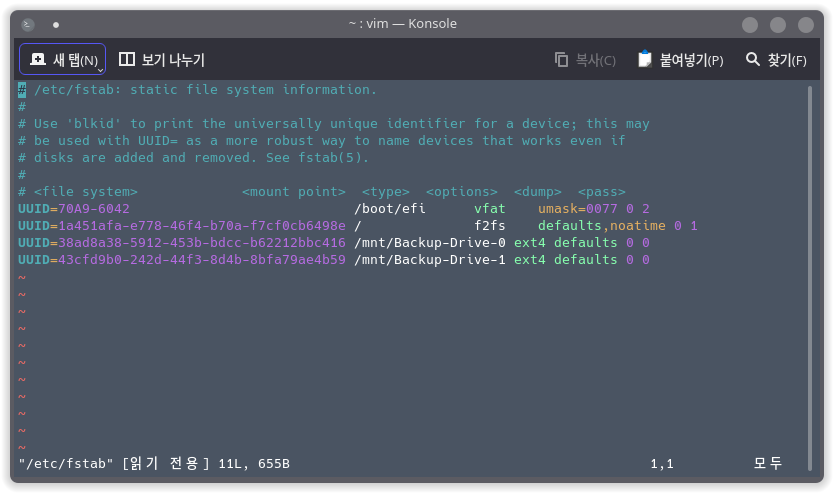 ~ : vim — Konsole
새 탭(N) 보기 나누기 복사(C) 붙여넣기(P) 찾기(F)
# /etc/fstab: static file system information.
#
# Use 'blkid' to print the universally unique identifier for a device; this may
# be used with UUID= as a more robust way to name devices that works even if
# disks are added and removed. See fstab(5).
#
# <file system>             <mount point>  <type>  <options>  <dump>  <pass>
UUID=70A9-6042                            /boot/efi      vfat    umask=0077 0 2
UUID=1a451afa-e778-46f4-b70a-f7cf0cb6498e /              f2fs    defaults,noatime 0 1
UUID=38ad8a38-5912-453b-bdcc-b62212bbc416 /mnt/Backup-Drive-0 ext4 defaults 0 0
UUID=43cfd9b0-242d-44f3-8d4b-8bfa79ae4b59 /mnt/Backup-Drive-1 ext4 defaults 0 0
~
~
~
~
~
~
~
~
~
~
~
"/etc/fstab" [읽기 전용] 11L, 655B 1,1 모두